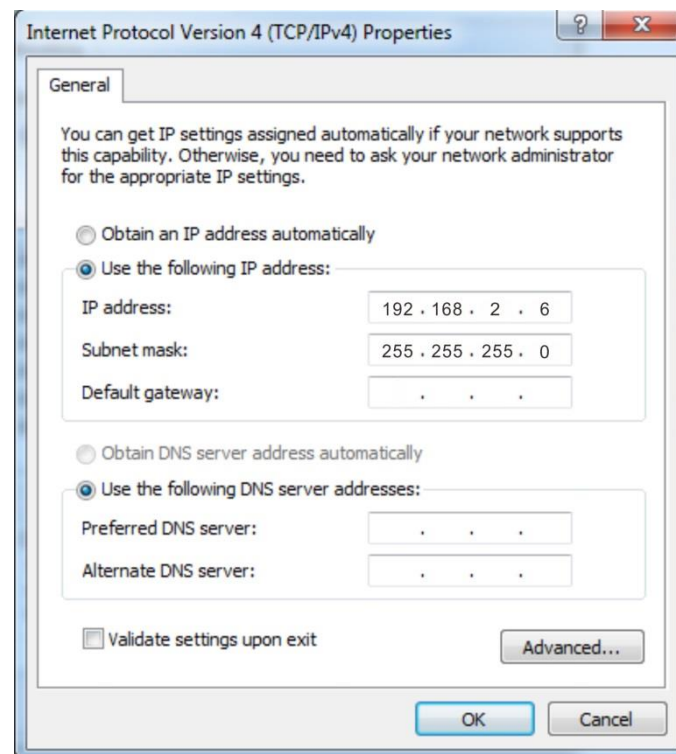 Internet Protocol Version 4 (TCP/IPv4) Properties
?
X
General
You can get IP settings assigned automatically if your network supports
this capability. Otherwise, you need to ask your network administrator
for the appropriate IP settings.
Obtain an IP address automatically
Use the following IP address:
IP address: 192 . 168 . 2 . 6
Subnet mask: 255 . 255 . 255 . 0
Default gateway: . . .
Obtain DNS server address automatically
Use the following DNS server addresses:
Preferred DNS server: . . .
Alternate DNS server: . . .
Validate settings upon exit
Advanced...
OK Cancel